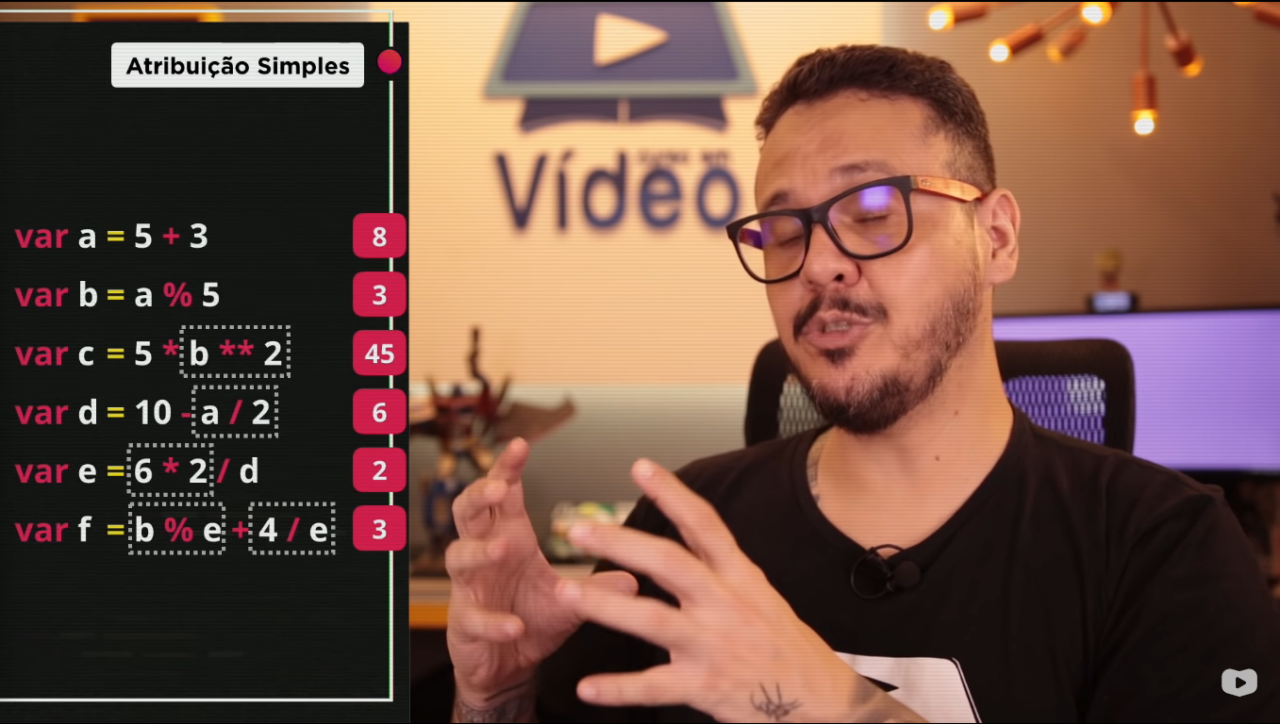 Atribuição Simples
var a = 5 + 3 8
var b = a % 5 3
var c = 5 * b ** 2 45
var d = 10 - a / 2 6
var e = 6 * 2 / d 2
var f = b % e + 4 / e 3
Vídeo